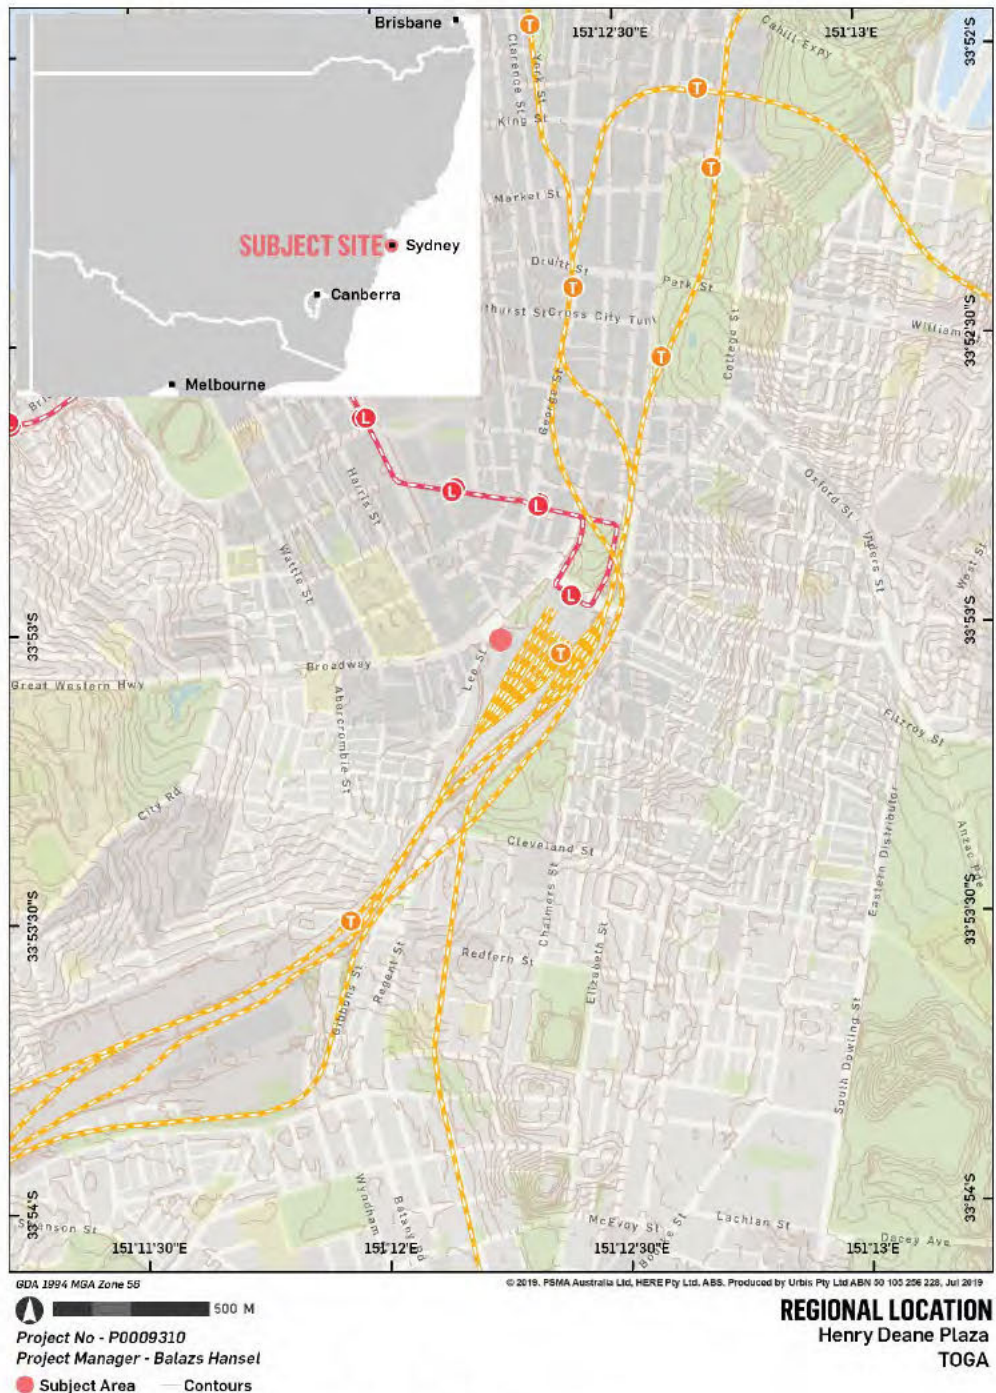 Brisbane
SUBJECT SITE
Sydney
Canberra
Melbourne
T
151°12'30"E
151°13'E
33°52'S
Cahill Expy
Clarence St
York St
King St
T
T
Market St
Druitt St
T
Park St
33°52'30"S
thurst St
Cross City Tunl
William
T
College St
George St
L
L
L
L
Harris St
Oxford St
West St
Wattle St
L
33°53'S
33°53'S
T
Broadway
Lee St
Great Western Hwy
Abercrombie St
Fitzroy St
City Rd
Cleveland St
Eastern Distributor
Anzac Pde
Chalmers St
33°53'30"S
33°53'30"S
T
Redfern St
Elizabeth St
Regent St
Gibbons St
South Dowling St
33°54'S
33°54'S
Wyndham
Botany Rd
McEvoy St
Lachlan St
Dacey Ave
151°11'30"E
151°12'E
151°12'30"E
151°13'E
GDA 1994 MGA Zone 56
© 2019. PSMA Australia Ltd, HERE Pty Ltd. ABS. Produced by Urbis Pty Ltd ABN 50 105 256 228, Jul 2019
500 M
REGIONAL LOCATION
Henry Deane Plaza
TOGA
Project No - P0009310
Project Manager - Balazs Hansel
Subject Area
Contours